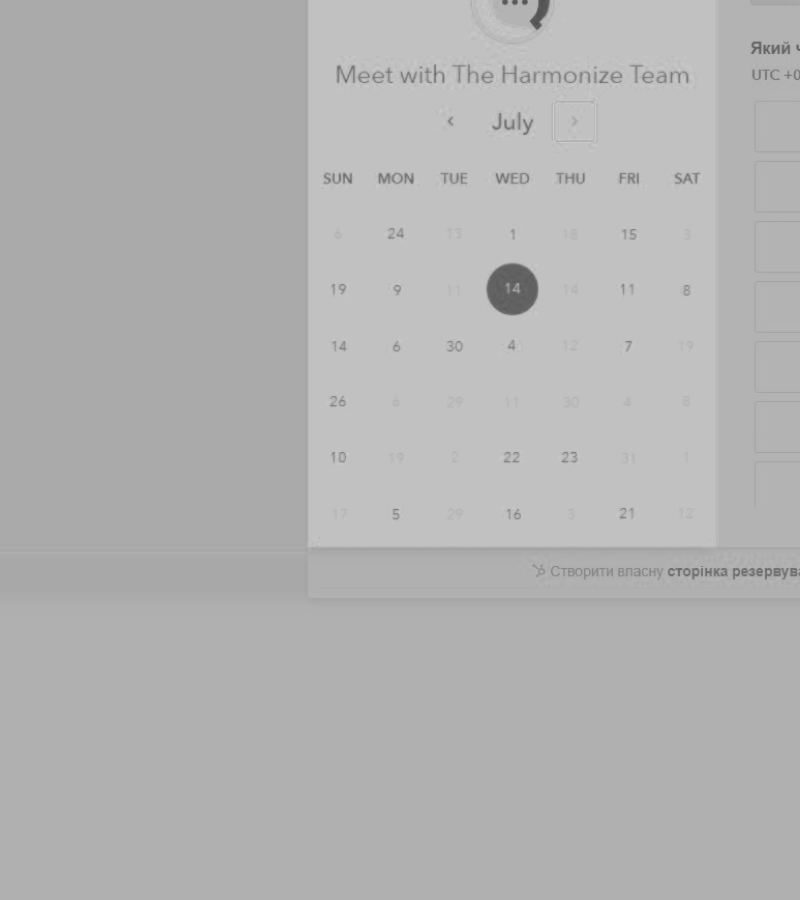 Meet with The Harmonize Team
‹ July ›
SUN MON TUE WED THU FRI SAT
6 24 13 1 18 15 3
19 9 11 14 14 11 8
14 6 30 4 12 7 19
26 6 29 11 30 4 8
10 19 2 22 23 31 1
17 5 29 16 3 21 12
Який
UTC +0
Створити власну сторінка резервува